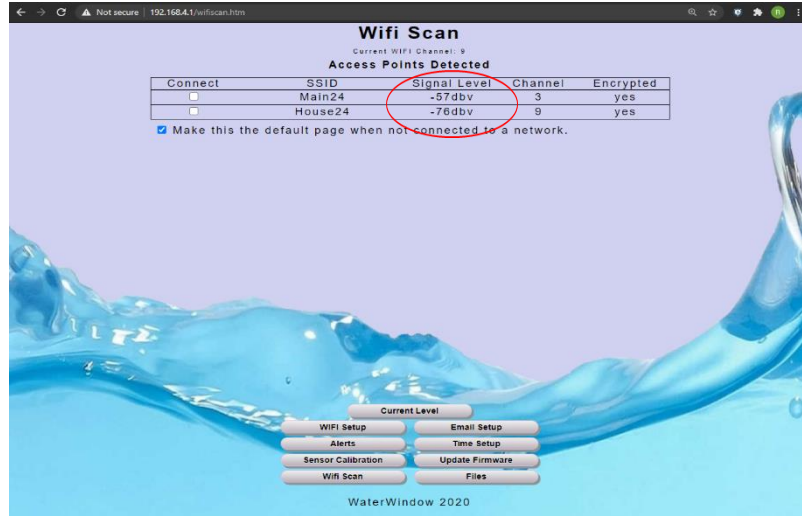 Not secure | 192.168.4.1/wifiscan.htm
Wifi Scan
Current WIFI Channel: 9
Access Points Detected
Connect SSID Signal Level Channel Encrypted
Main24 -57dbv 3 yes
House24 -76dbv 9 yes
Make this the default page when not connected to a network.
Current Level
WIFI Setup Email Setup
Alerts Time Setup
Sensor Calibration Update Firmware
Wifi Scan Files
WaterWindow 2020